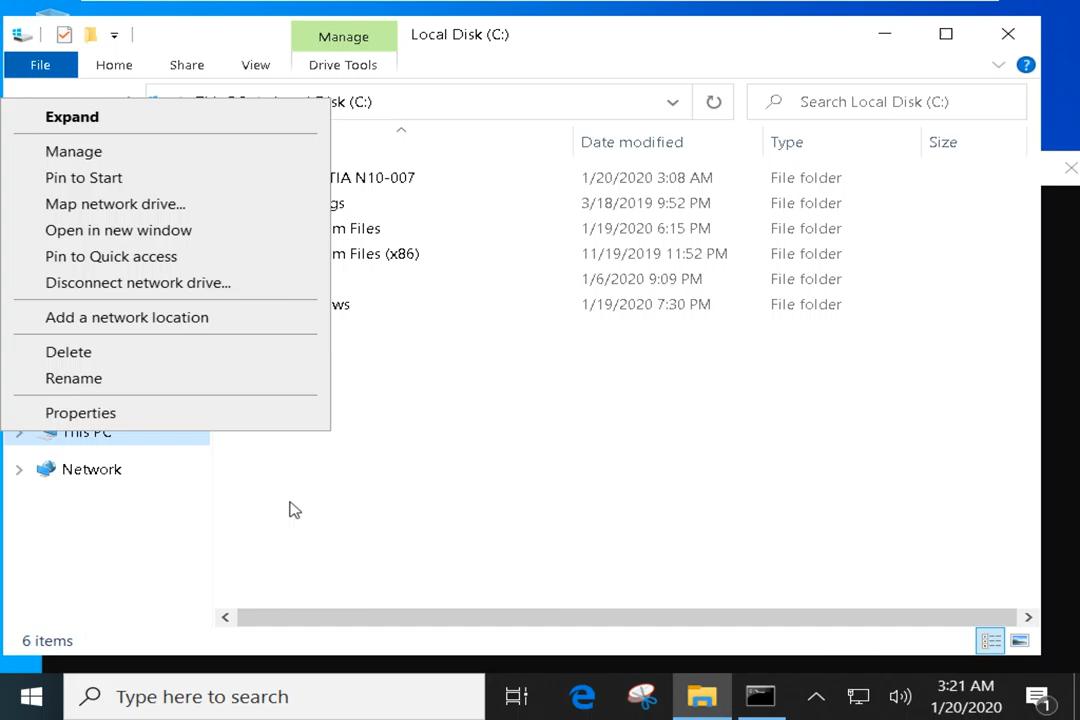 Manage
Local Disk (C:)
File
Home
Share
View
Drive Tools
sk (C:)
Search Local Disk (C:)
Expand
Manage
Pin to Start
Map network drive...
Open in new window
Pin to Quick access
Disconnect network drive...
Add a network location
Delete
Rename
Properties
Date modified
Type
Size
TIA N10-007
1/20/2020 3:08 AM
File folder
gs
3/18/2019 9:52 PM
File folder
m Files
1/19/2020 6:15 PM
File folder
m Files (x86)
11/19/2019 11:52 PM
File folder
1/6/2020 9:09 PM
File folder
ws
1/19/2020 7:30 PM
File folder
This PC
Network
6 items
Type here to search
3:21 AM
1/20/2020
1